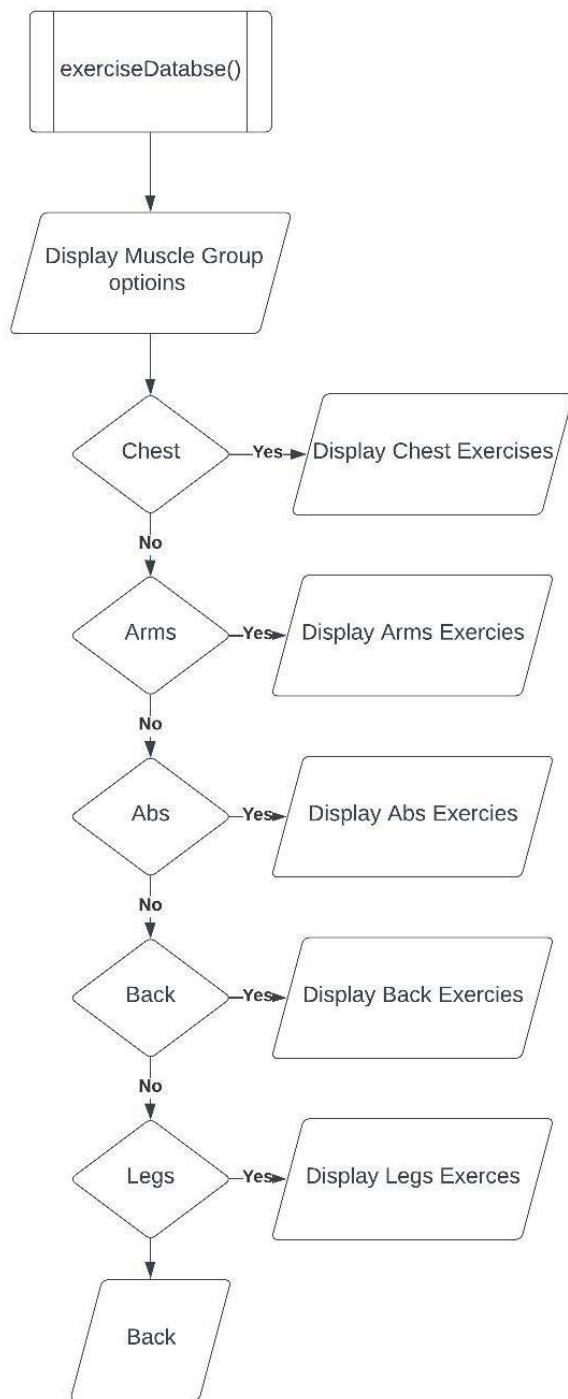 exerciseDatabse()
Display Muscle Group
optioins
Chest
Yes
Display Chest Exercises
No
Arms
Yes
Display Arms Exercies
No
Abs
Yes
Display Abs Exercies
No
Back
Yes
Display Back Exercies
No
Legs
Yes
Display Legs Exerces
Back